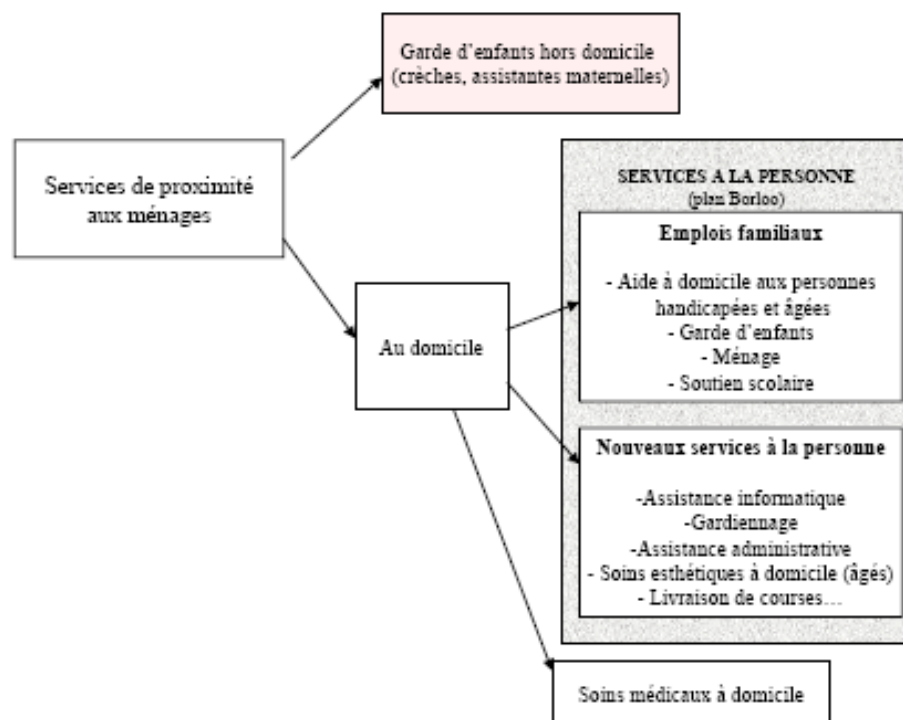 Garde d'enfants hors domicile
(crèches, assistantes maternelles)
Services de proximité
aux ménages
SERVICES A LA PERSONNE
(plan Borloo)
Emplois familiaux
- Aide à domicile aux personnes
handicapées et âgées
- Garde d'enfants
- Ménage
- Soutien scolaire
Au domicile
Nouveaux services à la personne
-Assistance informatique
-Gardiennage
-Assistance administrative
- Soins esthétiques à domicile (âgés)
- Livraison de courses…
Soins médicaux à domicile